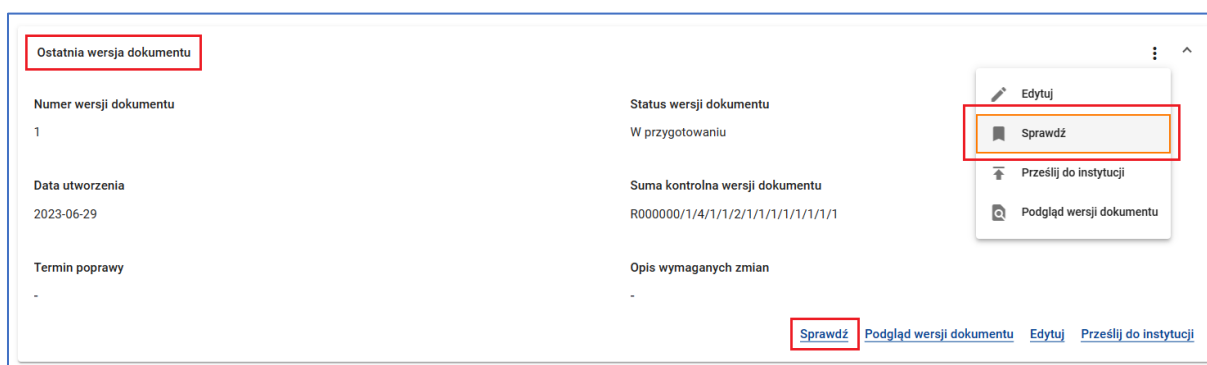 Ostatnia wersja dokumentu
Edytuj
Numer wersji dokumentu
Status wersji dokumentu
1
W przygotowaniu
Sprawdź
Prześlij do instytucji
Data utworzenia
Suma kontrolna wersji dokumentu
2023-06-29
R000000/1/4/1/1/2/1/1/1/1/1/1/1/1
Podgląd wersji dokumentu
Termin poprawy
Opis wymaganych zmian
-
-
Sprawdź Podgląd wersji dokumentu Edytuj Prześlij do instytucji